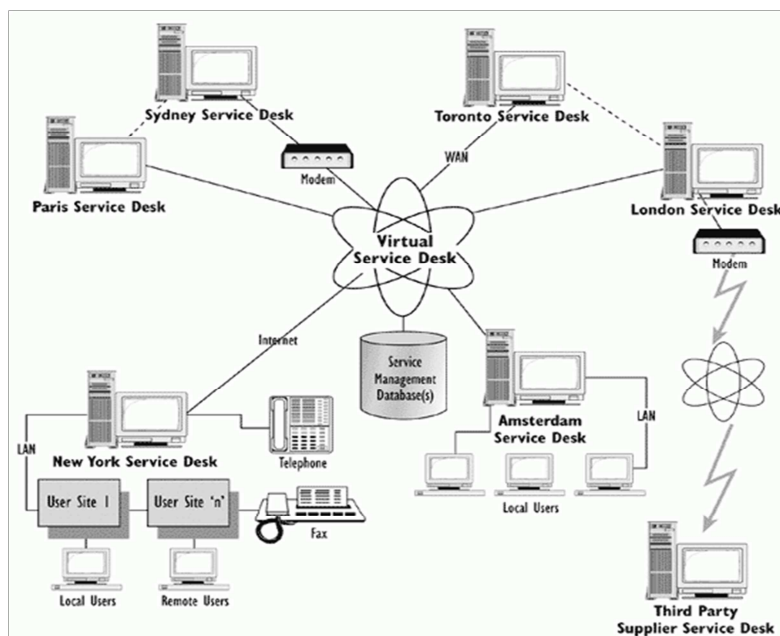 Sydney Service Desk
Toronto Service Desk
WAN
Modem
Paris Service Desk
London Service Desk
Virtual
Service Desk
Modem
Internet
Service
Management
Database(s)
LAN
Amsterdam
Service Desk
LAN
New York Service Desk
Telephone
User Site 1
User Site 'n'
Local Users
Fax
Local Users
Remote Users
Third Party
Supplier Service Desk